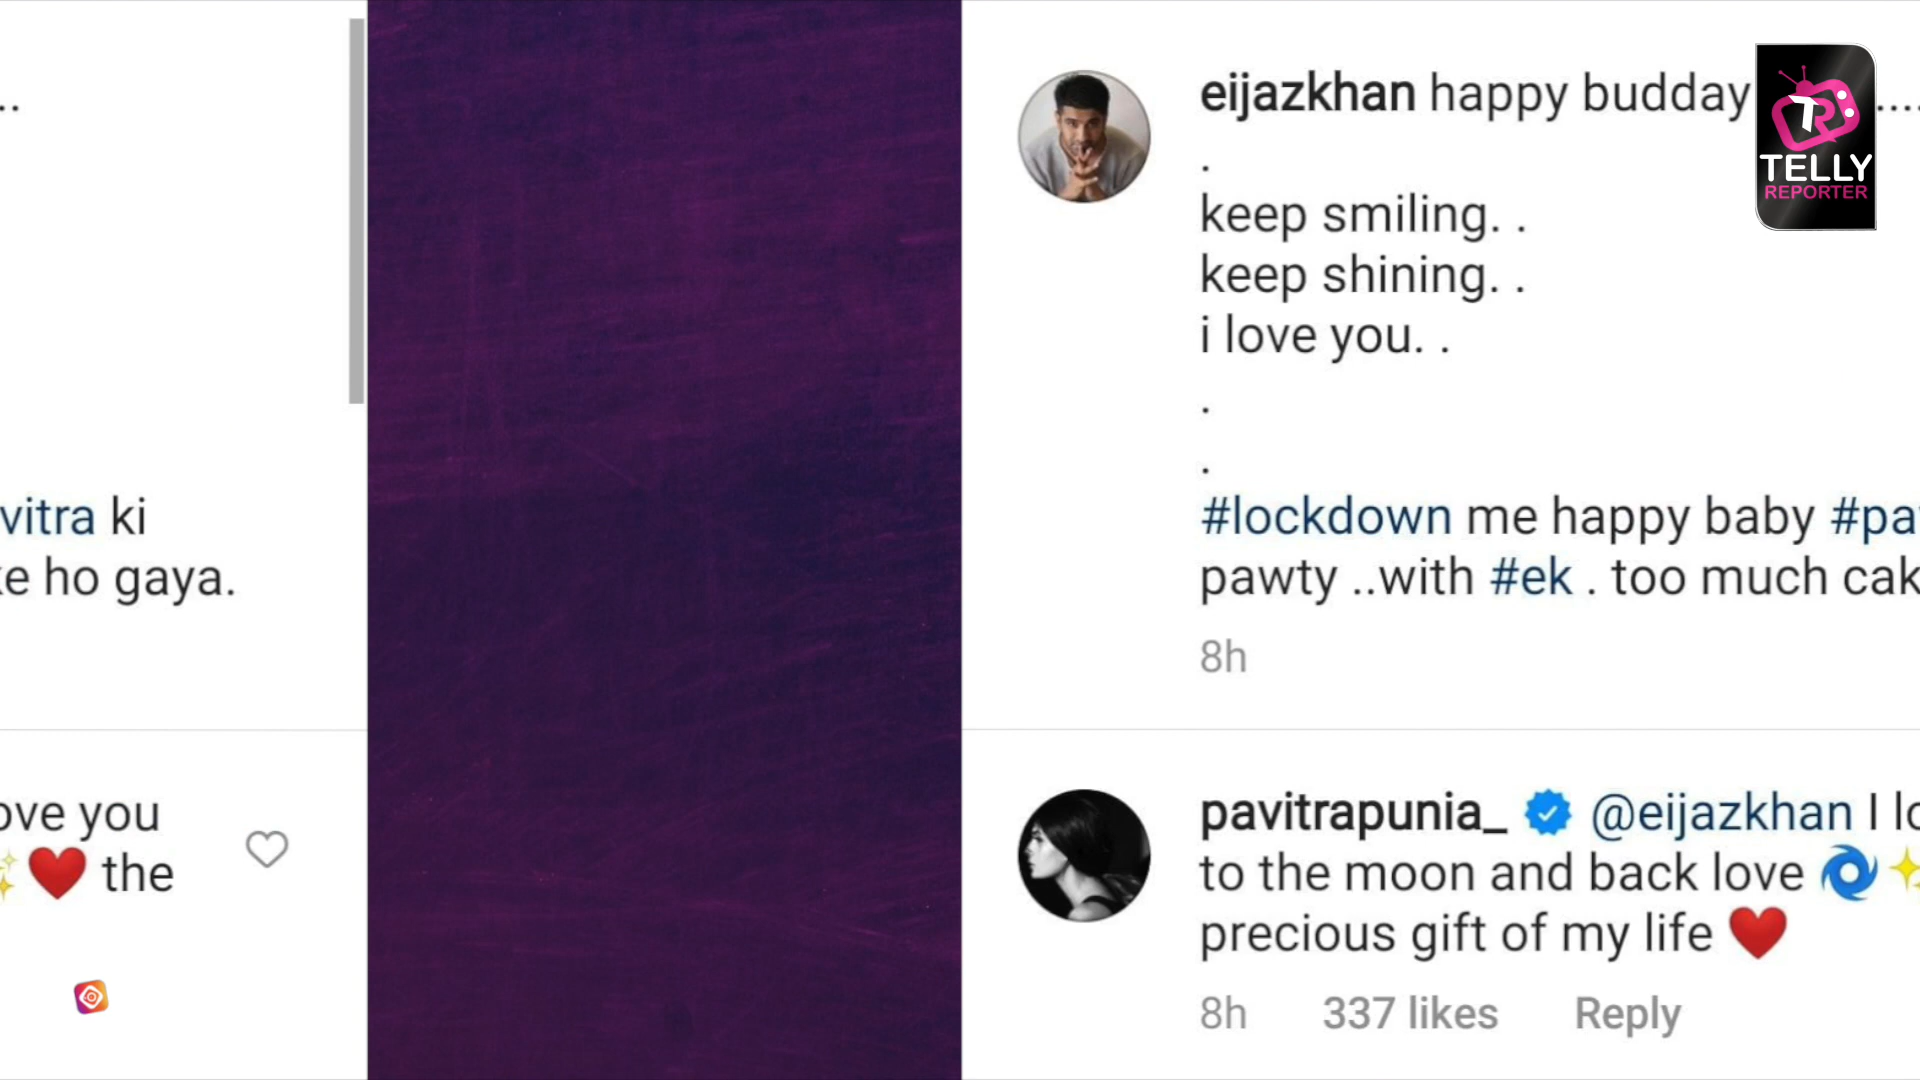 ..
vitra ki
e ho gaya.
ove you
the
eijazkhan happy budday ....
.
keep smiling. .
keep shining. .
i love you. .
.
.
#lockdown me happy baby #pa
pawty ..with #ek . too much cak
8h
pavitrapunia_ @eijazkhan I lo
to the moon and back love
precious gift of my life ❤️
8h 337 likes Reply
TR
TELLY
REPORTER